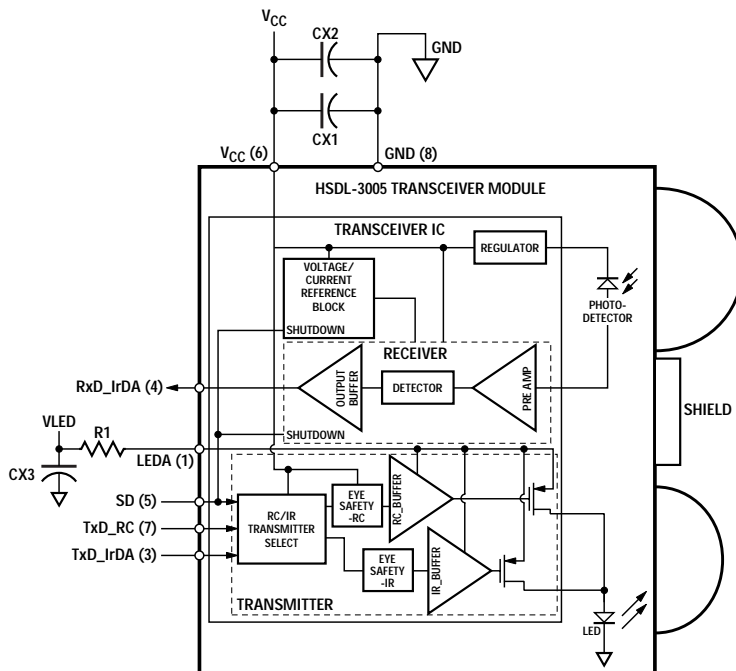 VCC
CX2
GND
CX1
VCC (6)
GND (8)
HSDL-3005 TRANSCEIVER MODULE
TRANSCEIVER IC
REGULATOR
VOLTAGE/
CURRENT
REFERENCE
BLOCK
PHOTO-
DETECTOR
SHUTDOWN
RECEIVER
RxD_IrDA (4)
OUTPUT
BUFFER
DETECTOR
PRE AMP
SHIELD
VLED
R1
SHUTDOWN
LEDA (1)
CX3
SD (5)
TxD_RC (7)
TxD_IrDA (3)
RC/IR
TRANSMITTER
SELECT
EYE
SAFETY
-RC
RC_BUFFER
EYE
SAFETY
-IR
IR_BUFFER
TRANSMITTER
LED